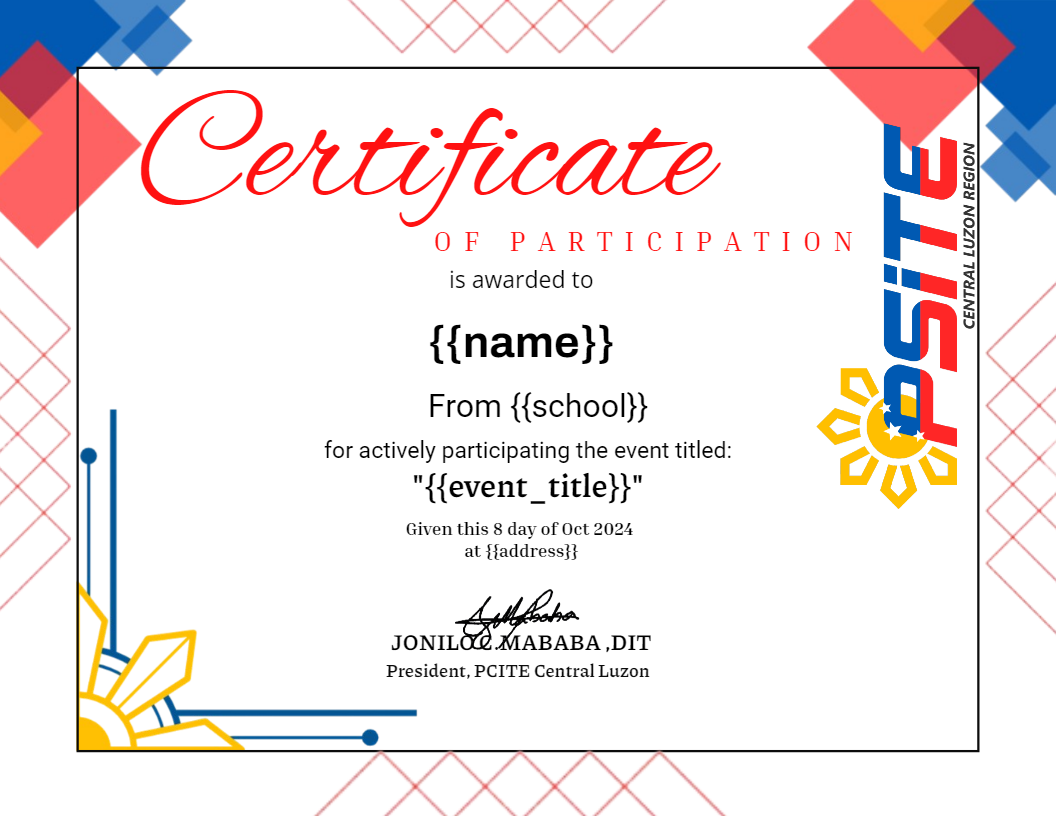 Certificate
OF PARTICIPATION
is awarded to
{{name}}
From {{school}}
for actively participating the event titled:
"{{event_title}}"
Given this 8 day of Oct 2024
at {{address}}
JONILO C. MABABA ,DIT
President, PCITE Central Luzon
PSiTE
CENTRAL LUZON REGION